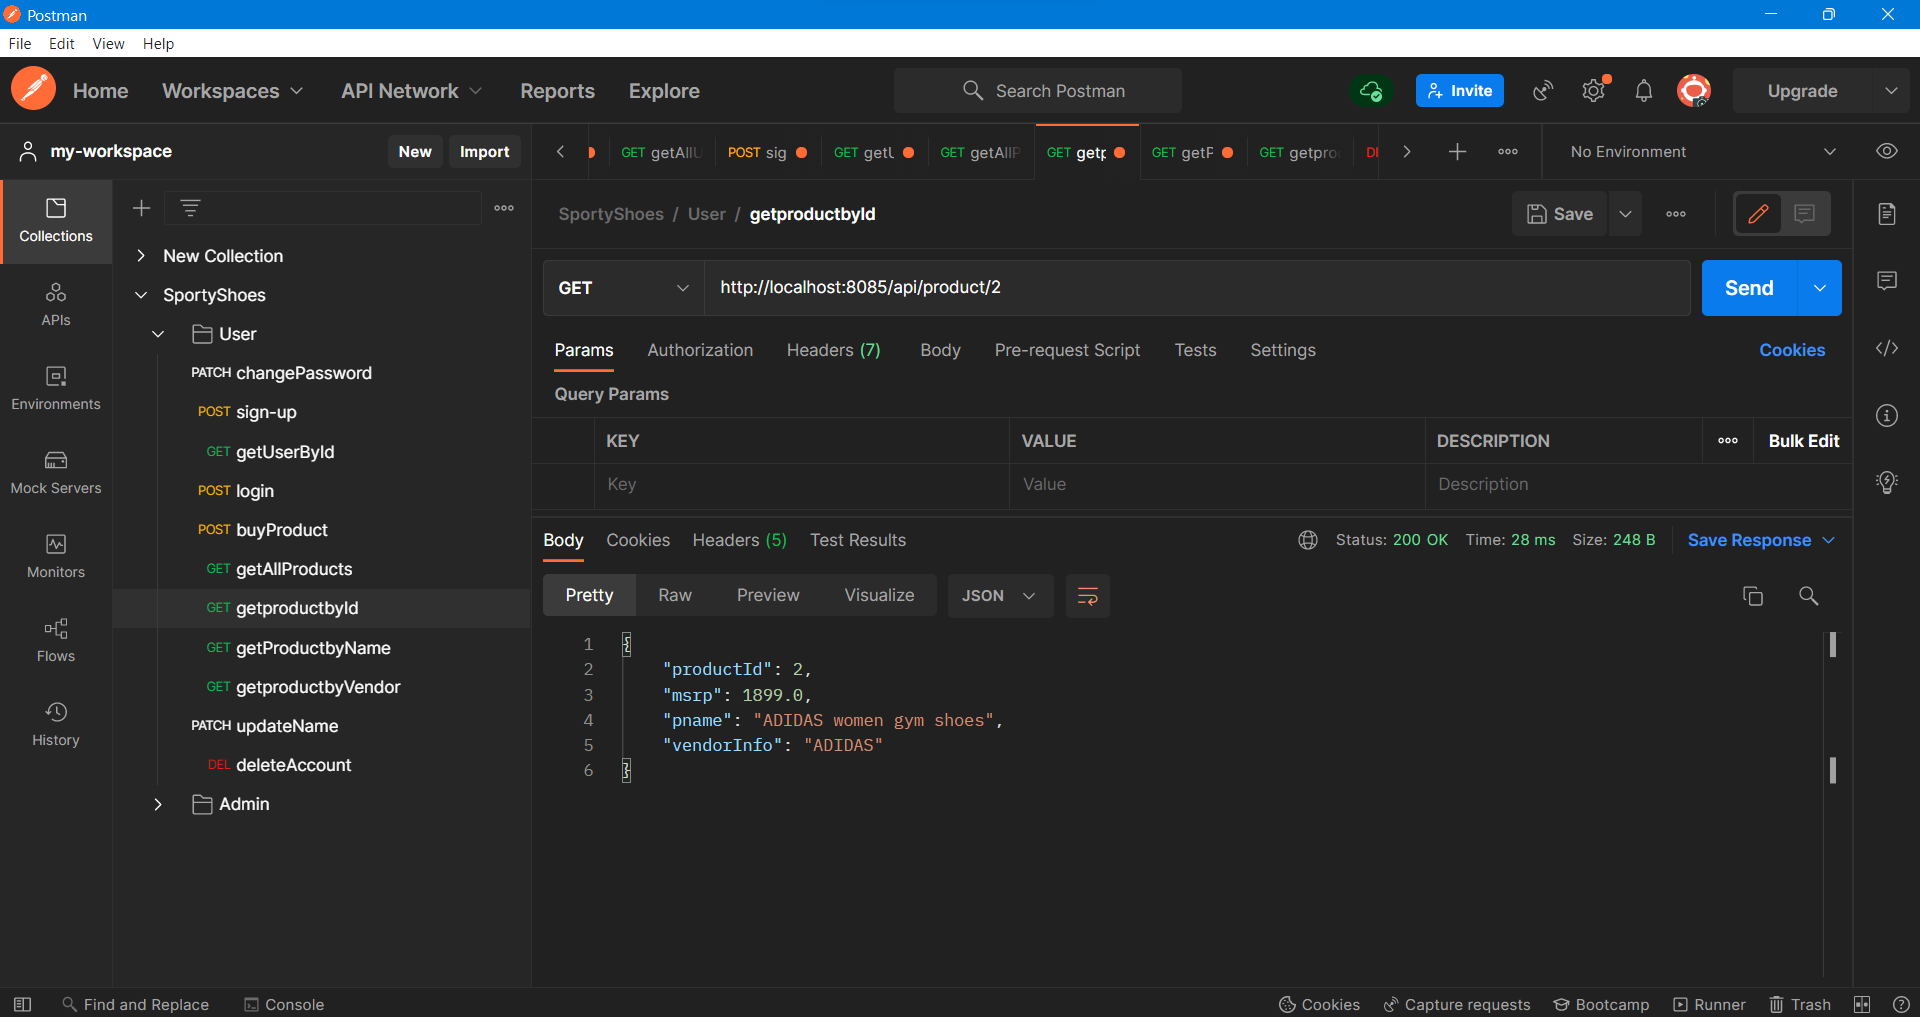 Postman
File Edit View Help
Home Workspaces API Network Reports Explore Search Postman Invite Upgrade
my-workspace New Import GET getAllU POST sig GET getU GET getAllP GET getp GET getP GET getpro DE No Environment
Collections
APIs
Environments
Mock Servers
Monitors
Flows
History
New Collection
SportyShoes
User
PATCH changePassword
POST sign-up
GET getUserById
POST login
POST buyProduct
GET getAllProducts
GET getproductbyId
GET getProductbyName
GET getproductbyVendor
PATCH updateName
DEL deleteAccount
Admin
SportyShoes / User / getproductbyId Save
GET http://localhost:8085/api/product/2 Send
Params Authorization Headers (7) Body Pre-request Script Tests Settings Cookies
Query Params
KEY VALUE DESCRIPTION Bulk Edit
Key Value Description
Body Cookies Headers (5) Test Results Status: 200 OK Time: 28 ms Size: 248 B Save Response
Pretty Raw Preview Visualize JSON
1 {
2 "productId": 2,
3 "msrp": 1899.0,
4 "pname": "ADIDAS women gym shoes",
5 "vendorInfo": "ADIDAS"
6 }
Find and Replace Console Cookies Capture requests Bootcamp Runner Trash